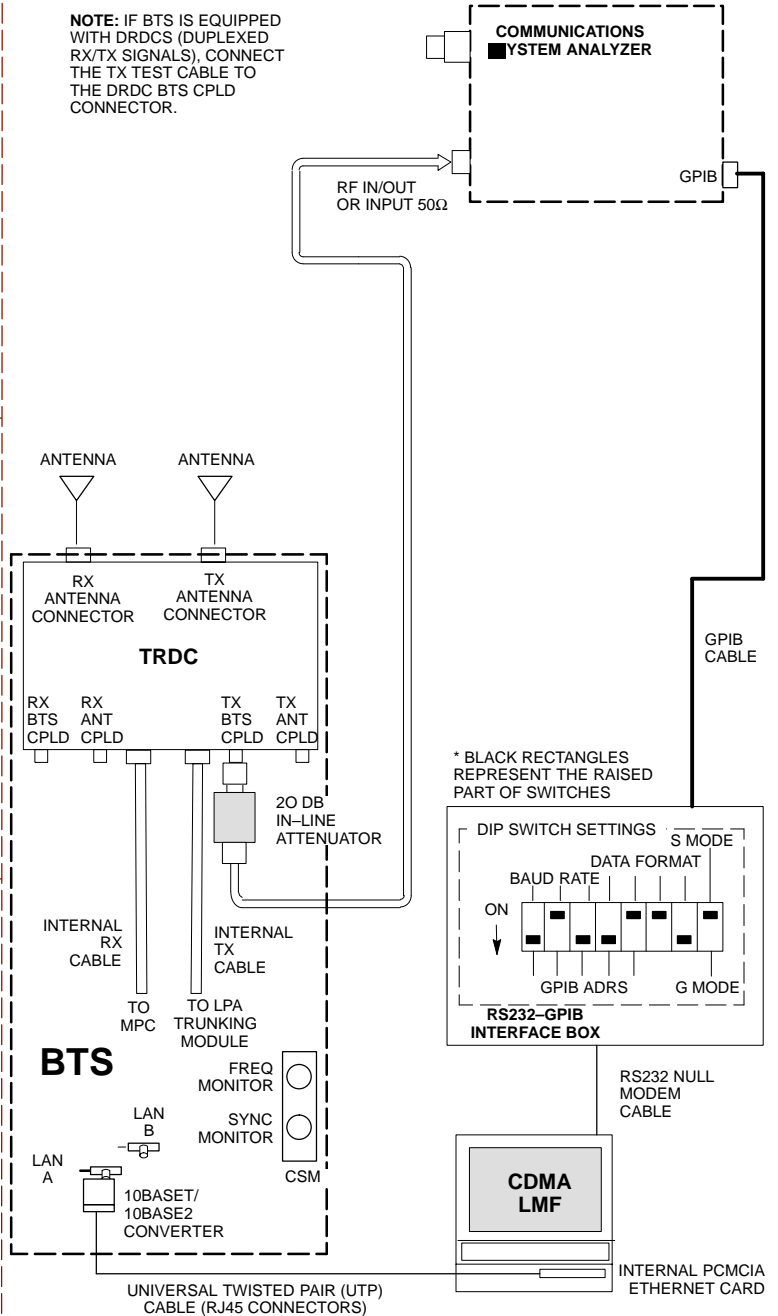 NOTE: IF BTS IS EQUIPPED
WITH DRDCS (DUPLEXED
RX/TX SIGNALS), CONNECT
THE TX TEST CABLE TO
THE DRDC BTS CPLD
CONNECTOR.
COMMUNICATIONS
YSTEM ANALYZER
RF IN/OUT
OR INPUT 50Ω
GPIB
ANTENNA
ANTENNA
RX
ANTENNA
CONNECTOR
TX
ANTENNA
CONNECTOR
TRDC
RX
BTS
CPLD
RX
ANT
CPLD
TX
BTS
CPLD
TX
ANT
CPLD
GPIB
CABLE
2O DB
IN–LINE
ATTENUATOR
* BLACK RECTANGLES
REPRESENT THE RAISED
PART OF SWITCHES
DIP SWITCH SETTINGS
S MODE
DATA FORMAT
BAUD RATE
ON
GPIB ADRS
G MODE
RS232–GPIB
INTERFACE BOX
INTERNAL
RX
CABLE
INTERNAL
TX
CABLE
TO
MPC
TO LPA
TRUNKING
MODULE
BTS
FREQ
MONITOR
SYNC
MONITOR
CSM
LAN
B
LAN
A
10BASET/
10BASE2
CONVERTER
RS232 NULL
MODEM
CABLE
CDMA
LMF
INTERNAL PCMCIA
ETHERNET CARD
UNIVERSAL TWISTED PAIR (UTP)
CABLE (RJ45 CONNECTORS)